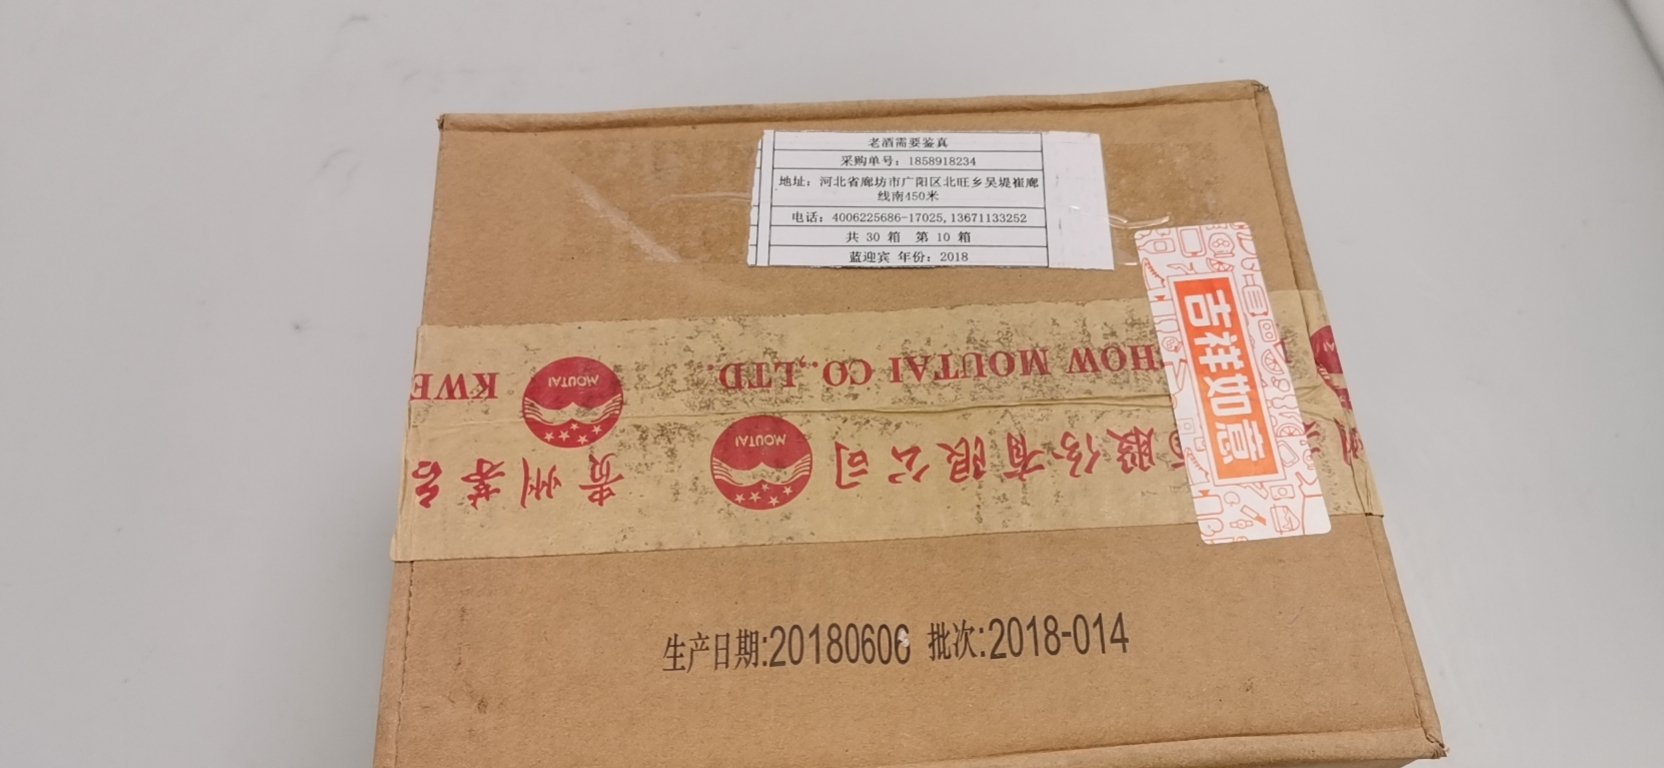 老酒需要鉴真
采购单号：1858918234
地址：河北省廊坊市广阳区北旺乡吴堤崔廊
线南450米
电话：4006225686-17025,13671133252
共 30 箱 第 10 箱
蓝迎宾 年份：2018
吉祥如意
KWE
MOUTAI
HOW MOUTAI CO.,LTD.
贵州茅台
MOUTAI
股份有限公司
生产日期:20180606 批次:2018-014